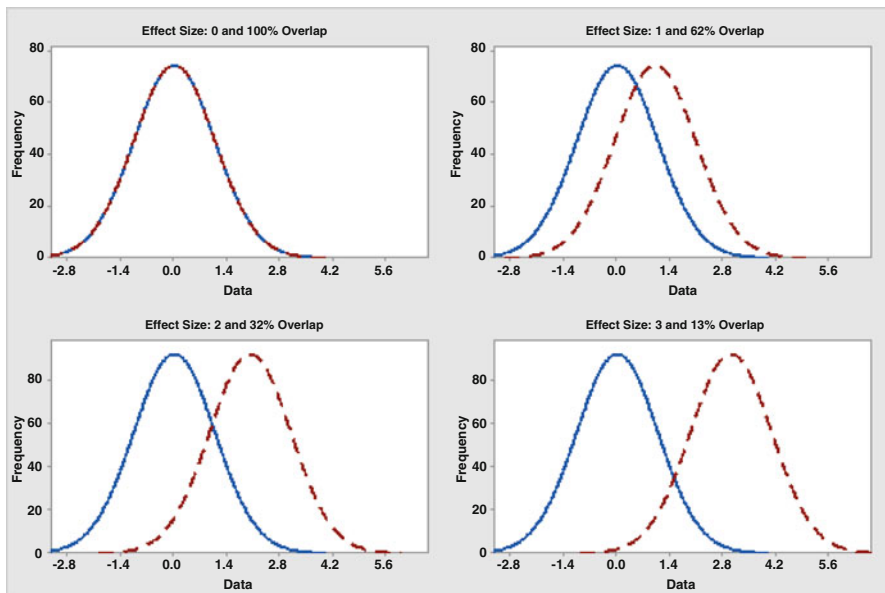 Effect Size: 0 and 100% Overlap
80
60
40
20
0
Frequency
-2.8 -1.4 0.0 1.4 2.8 4.2 5.6
Data
Effect Size: 1 and 62% Overlap
80
60
40
20
0
Frequency
-2.8 -1.4 0.0 1.4 2.8 4.2 5.6
Data
Effect Size: 2 and 32% Overlap
80
60
40
20
0
Frequency
-2.8 -1.4 0.0 1.4 2.8 4.2 5.6
Data
Effect Size: 3 and 13% Overlap
80
60
40
20
0
Frequency
-2.8 -1.4 0.0 1.4 2.8 4.2 5.6
Data